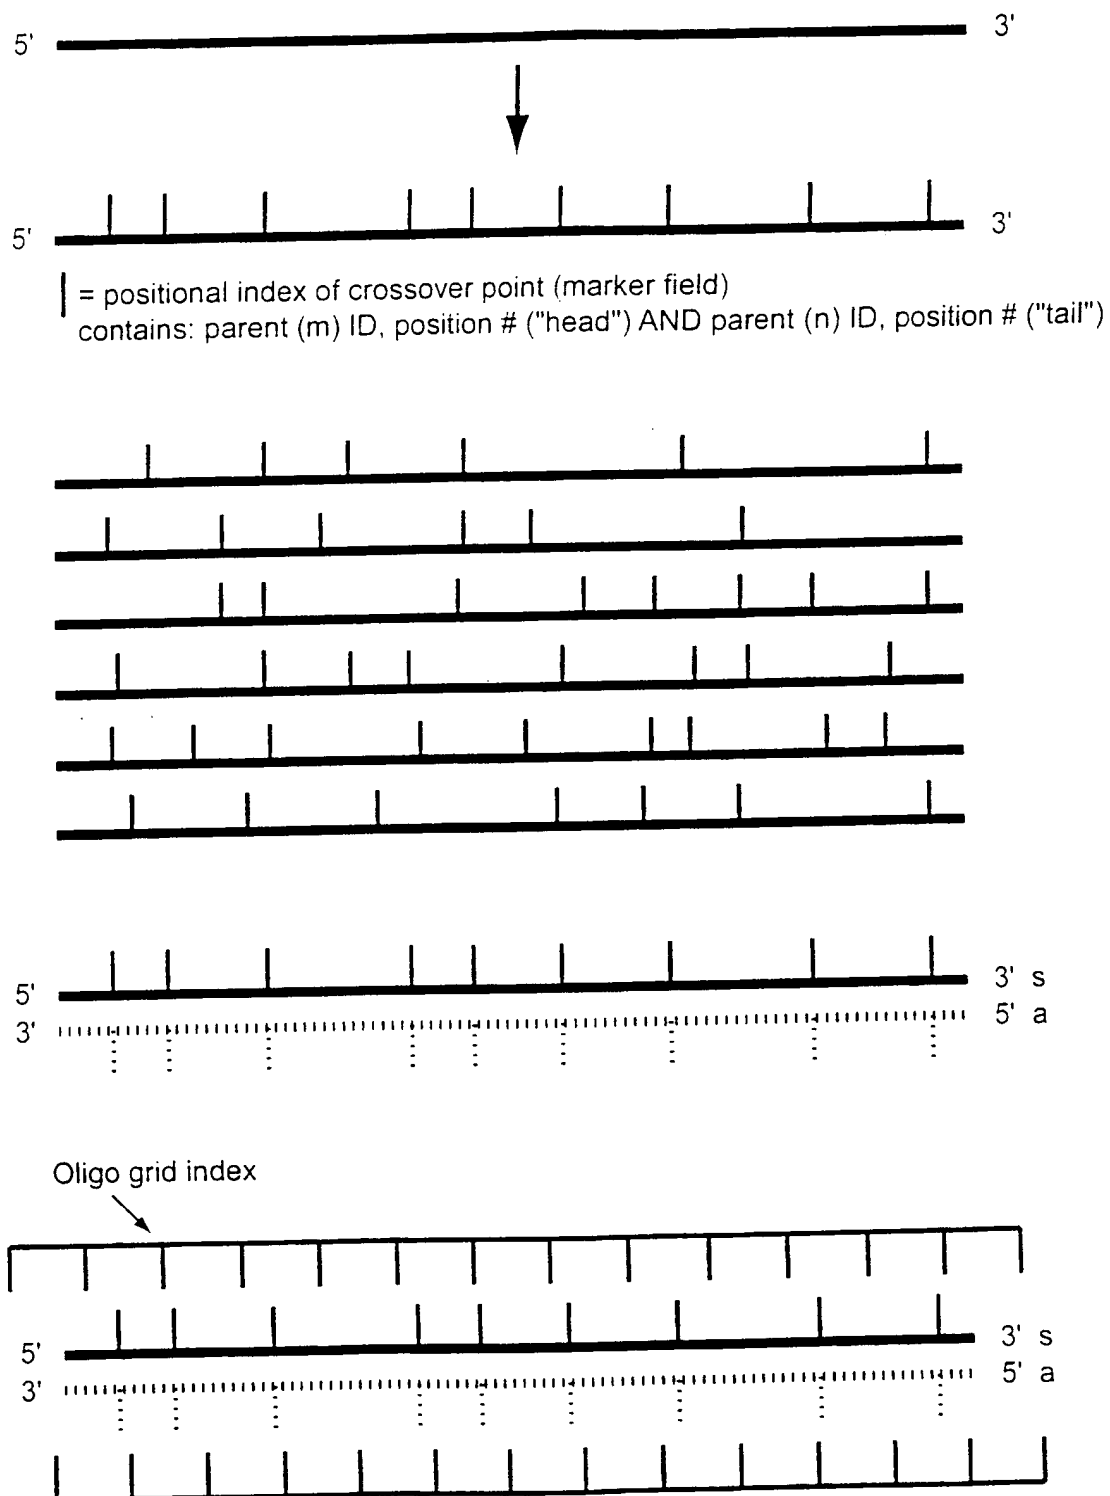 5' 3'
5' 3'
= positional index of crossover point (marker field)
contains: parent (m) ID, position # ("head") AND parent (n) ID, position # ("tail")
5' 3' s
3' 5' a
Oligo grid index
5' 3' s
3' 5' a